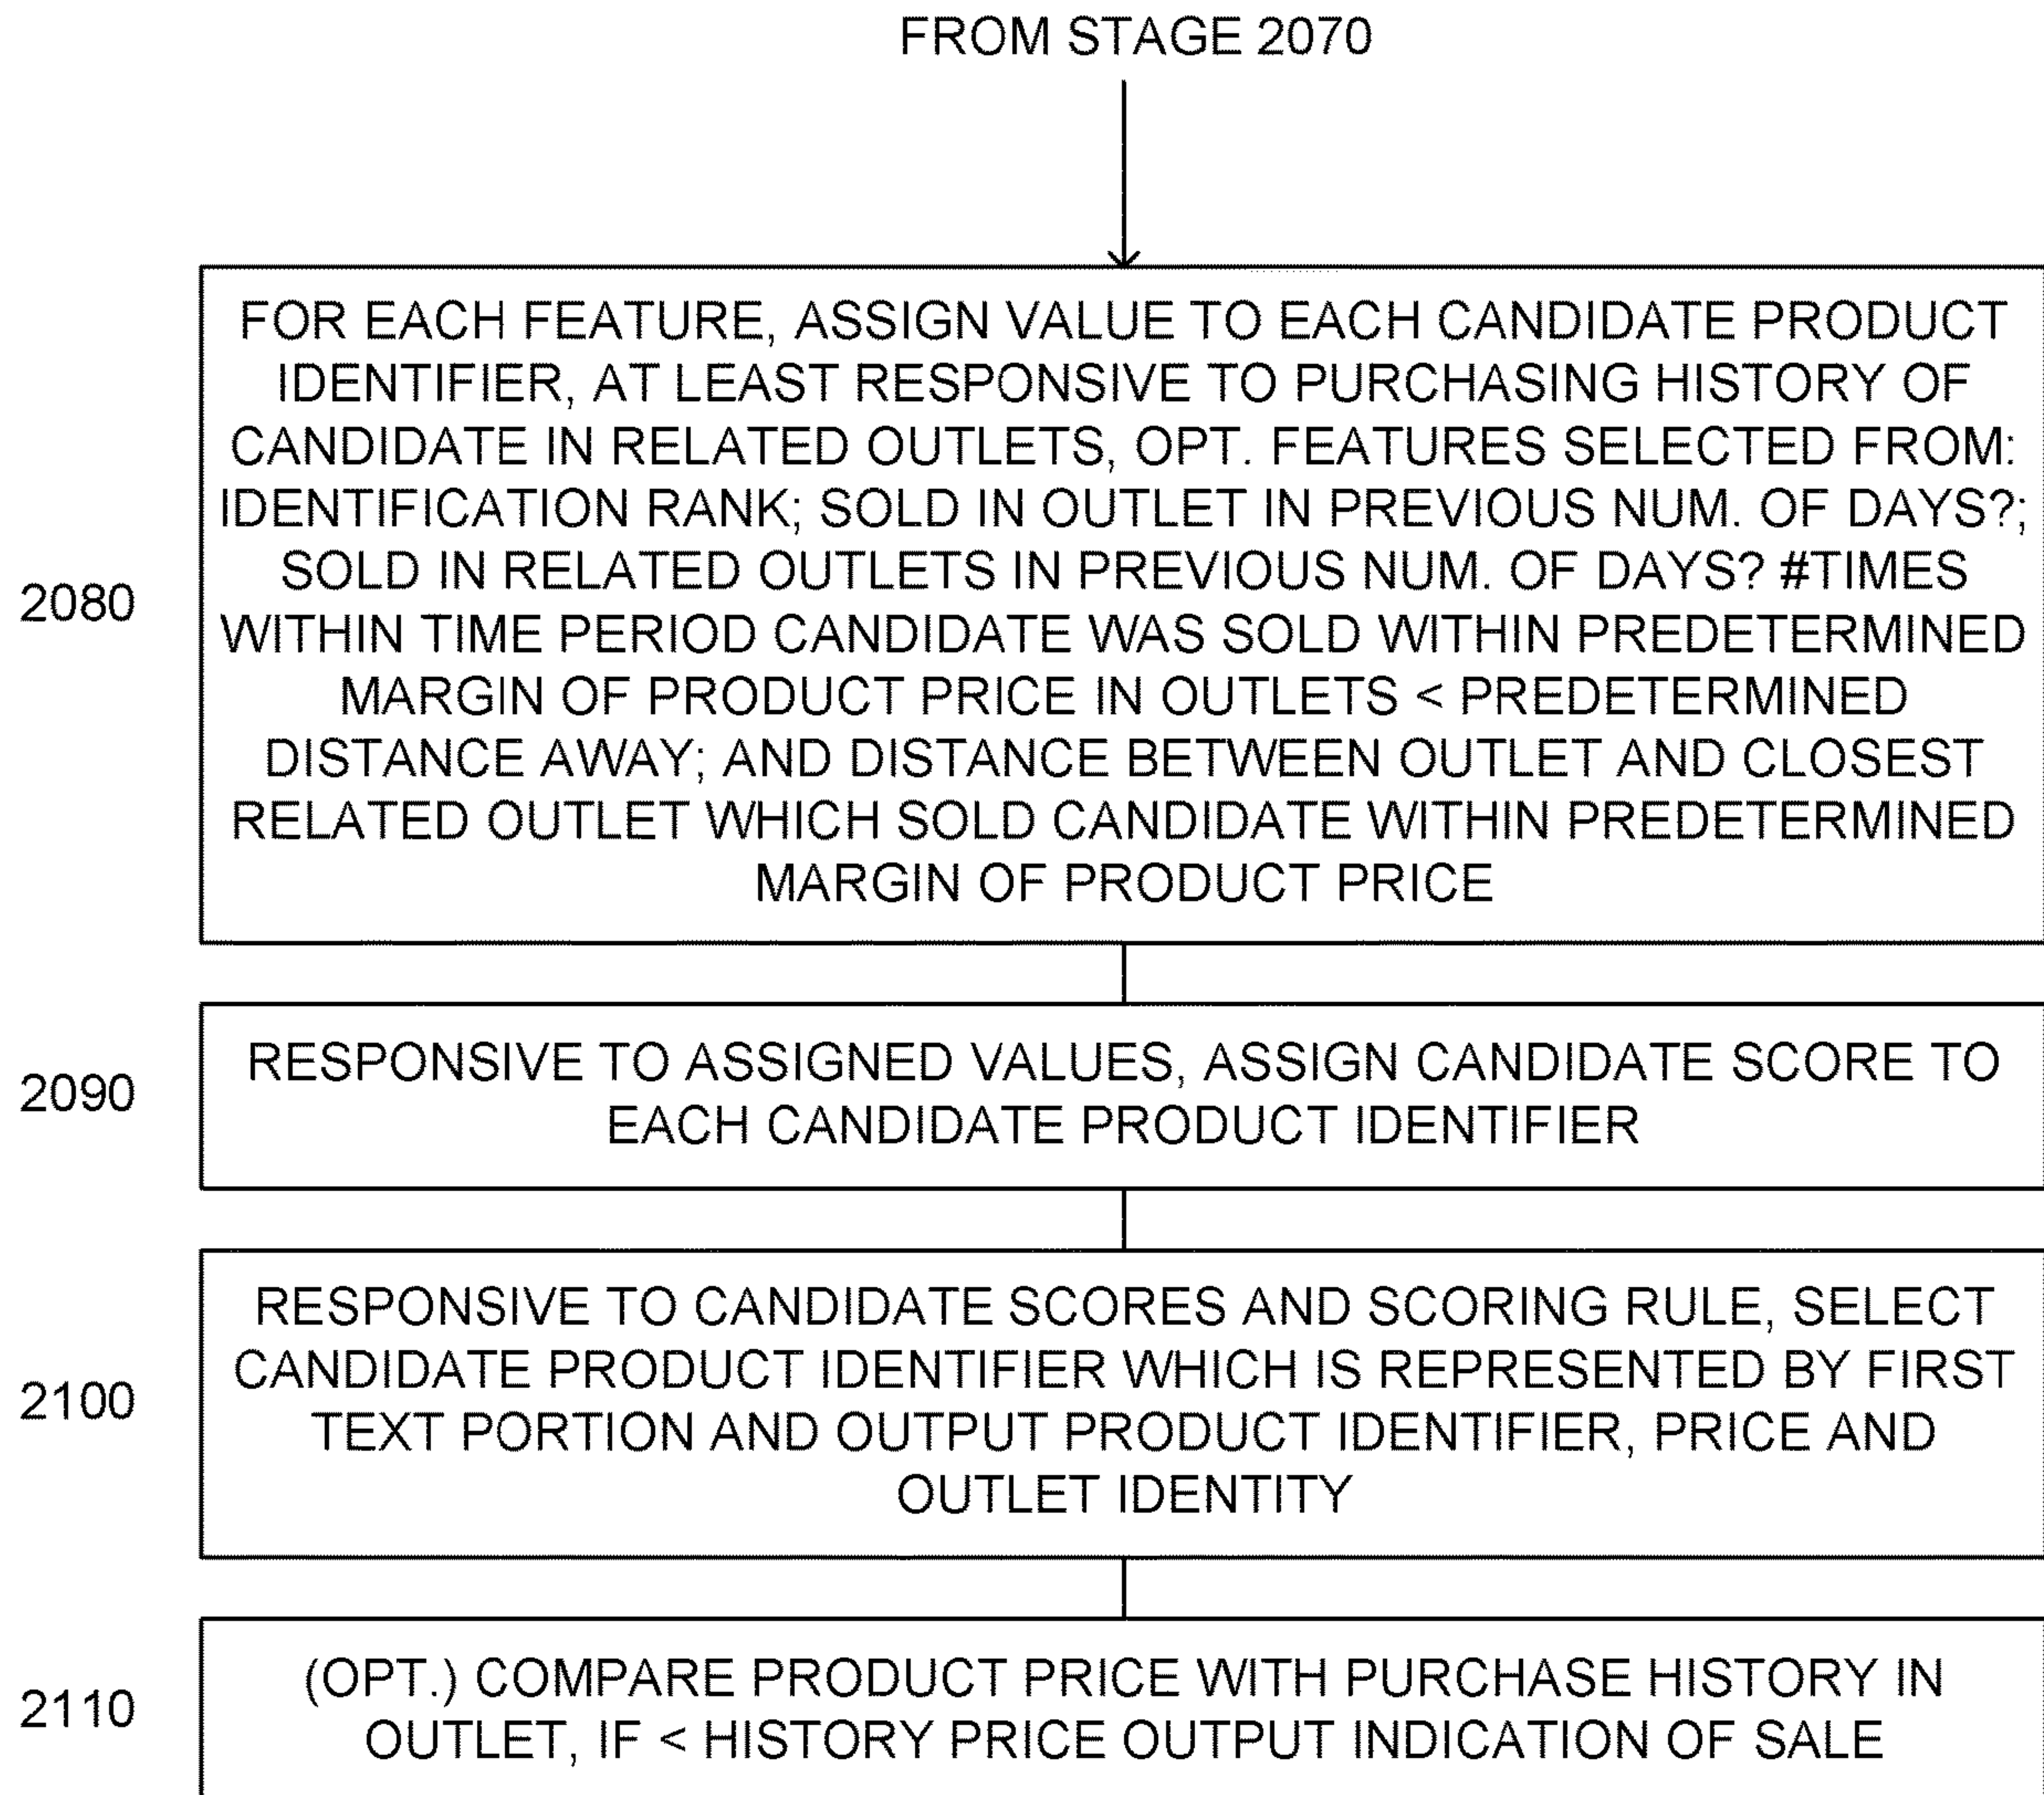 FROM STAGE 2070
2080
FOR EACH FEATURE, ASSIGN VALUE TO EACH CANDIDATE PRODUCT
IDENTIFIER, AT LEAST RESPONSIVE TO PURCHASING HISTORY OF
CANDIDATE IN RELATED OUTLETS, OPT. FEATURES SELECTED FROM:
IDENTIFICATION RANK; SOLD IN OUTLET IN PREVIOUS NUM. OF DAYS?;
SOLD IN RELATED OUTLETS IN PREVIOUS NUM. OF DAYS? #TIMES
WITHIN TIME PERIOD CANDIDATE WAS SOLD WITHIN PREDETERMINED
MARGIN OF PRODUCT PRICE IN OUTLETS < PREDETERMINED
DISTANCE AWAY; AND DISTANCE BETWEEN OUTLET AND CLOSEST
RELATED OUTLET WHICH SOLD CANDIDATE WITHIN PREDETERMINED
MARGIN OF PRODUCT PRICE
2090
RESPONSIVE TO ASSIGNED VALUES, ASSIGN CANDIDATE SCORE TO
EACH CANDIDATE PRODUCT IDENTIFIER
2100
RESPONSIVE TO CANDIDATE SCORES AND SCORING RULE, SELECT
CANDIDATE PRODUCT IDENTIFIER WHICH IS REPRESENTED BY FIRST
TEXT PORTION AND OUTPUT PRODUCT IDENTIFIER, PRICE AND
OUTLET IDENTITY
2110
(OPT.) COMPARE PRODUCT PRICE WITH PURCHASE HISTORY IN
OUTLET, IF < HISTORY PRICE OUTPUT INDICATION OF SALE